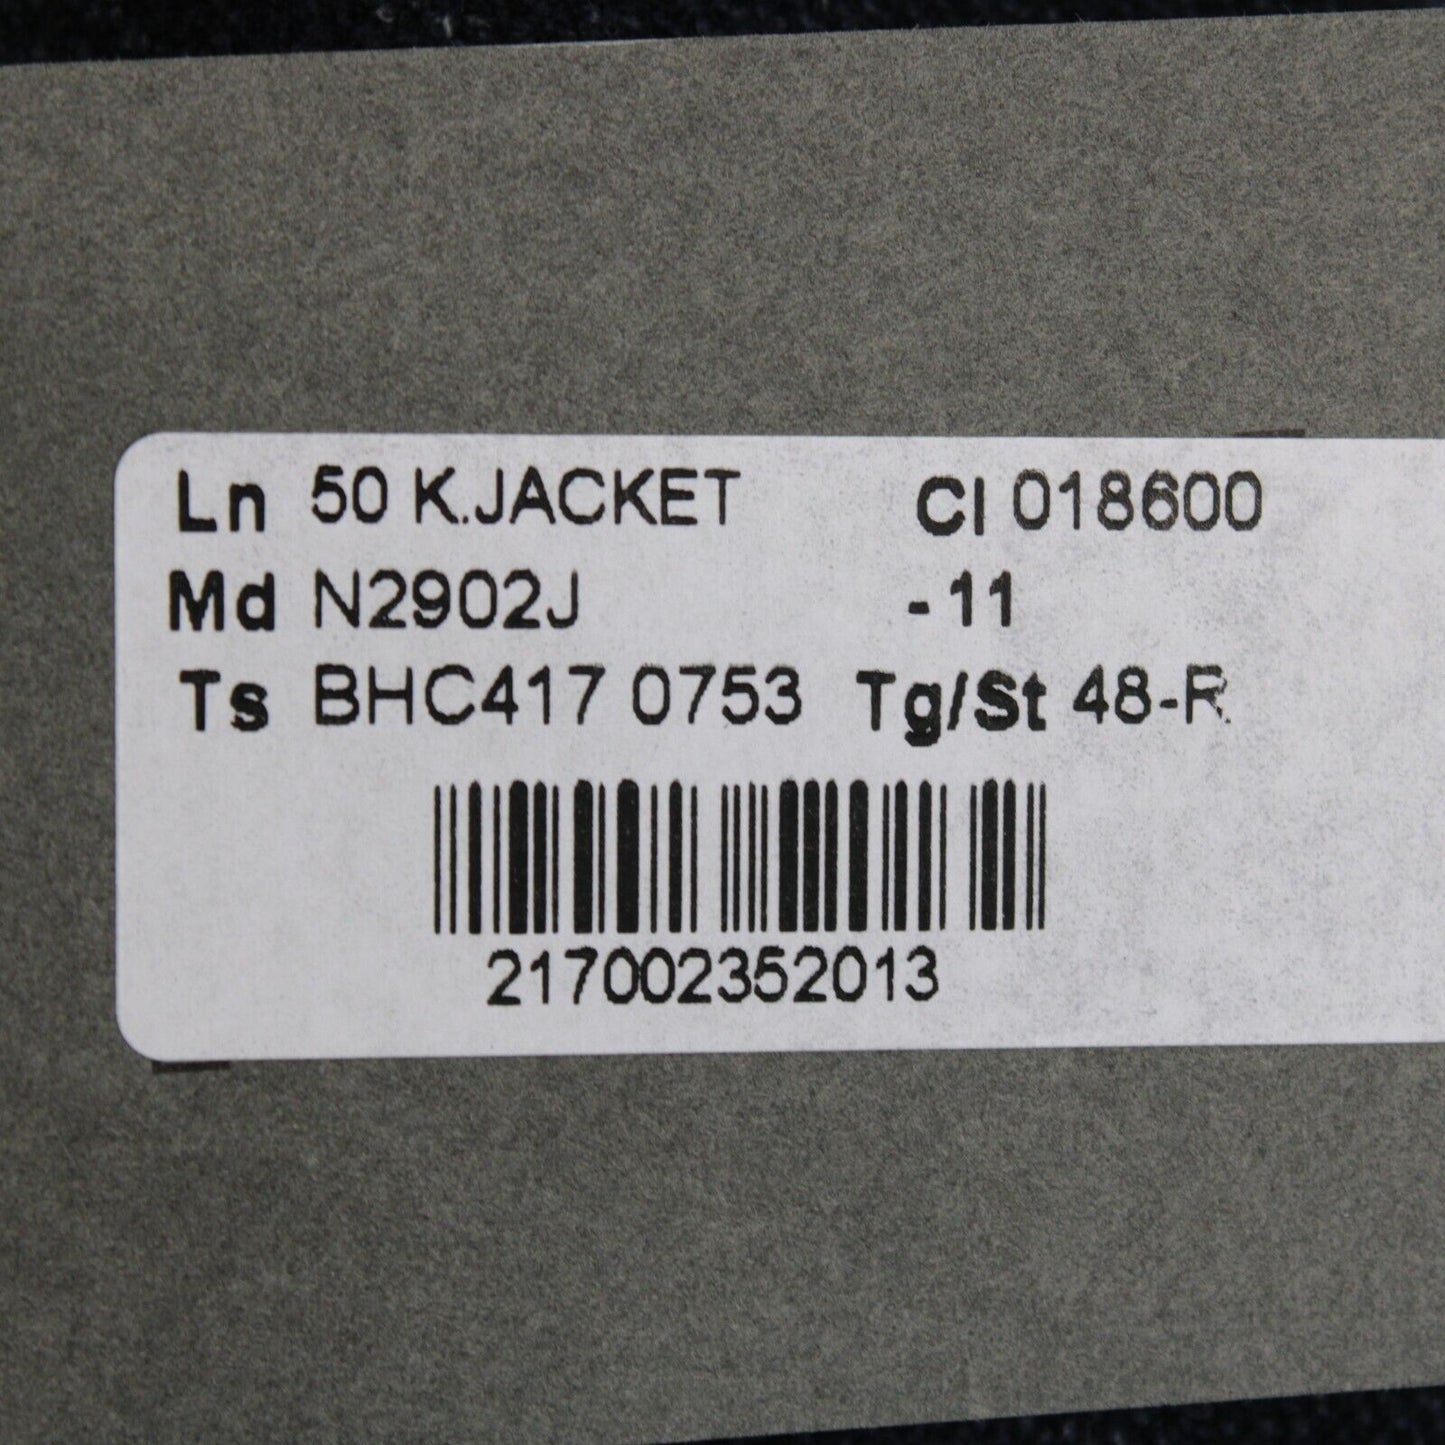 Ln 50 K.JACKET Cl 018600
Md N2902J -11
Ts BHC417 0753 Tg/St 48-R
217002352013